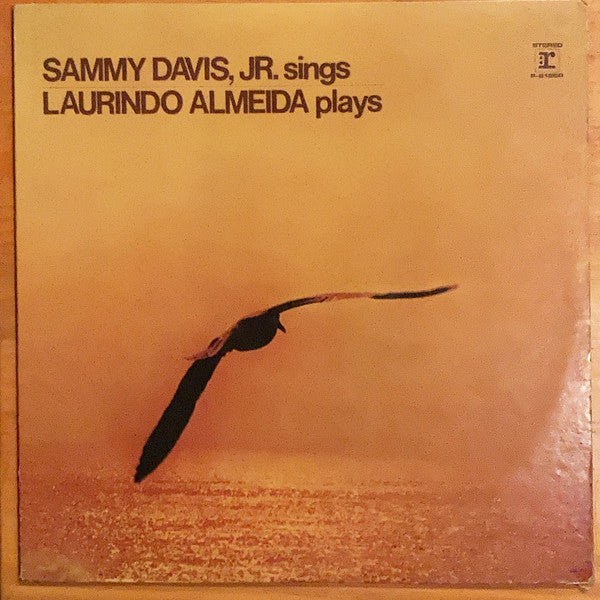 SAMMY DAVIS, JR. sings
LAURINDO ALMEIDA plays
STEREO
r